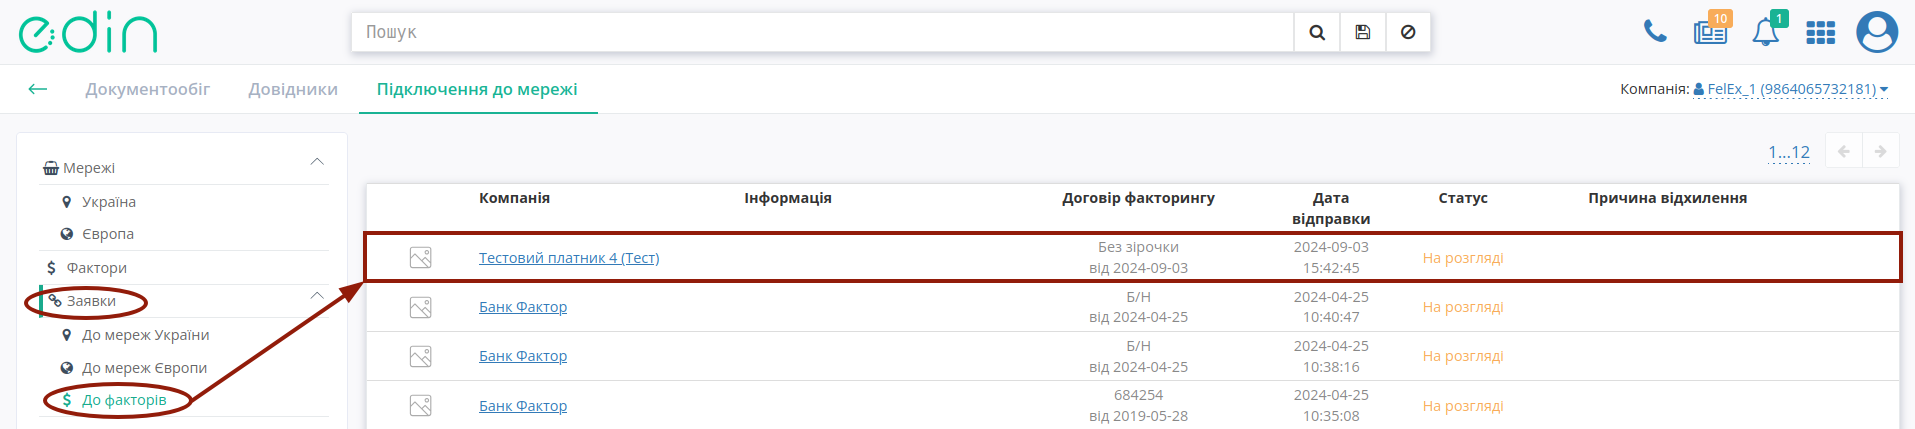 edin
Пошук
10
1
Документообіг
Довідники
Підключення до мережі
Компанія: FelEx_1 (9864065732181)
Мережі
Україна
Європа
Фактори
Заявки
До мереж України
До мереж Європи
До факторів
1...12
Компанія Інформація Договір факторингу Дата відправки Статус Причина відхилення
Тестовий платник 4 (Тест) Без зірочки 2024-09-03 На розгляді
від 2024-09-03 15:42:45
Банк Фактор Б/Н 2024-04-25 На розгляді
від 2024-04-25 10:40:47
Банк Фактор Б/Н 2024-04-25 На розгляді
від 2024-04-25 10:38:16
Банк Фактор 684254 2024-04-25 На розгляді
від 2019-05-28 10:35:08